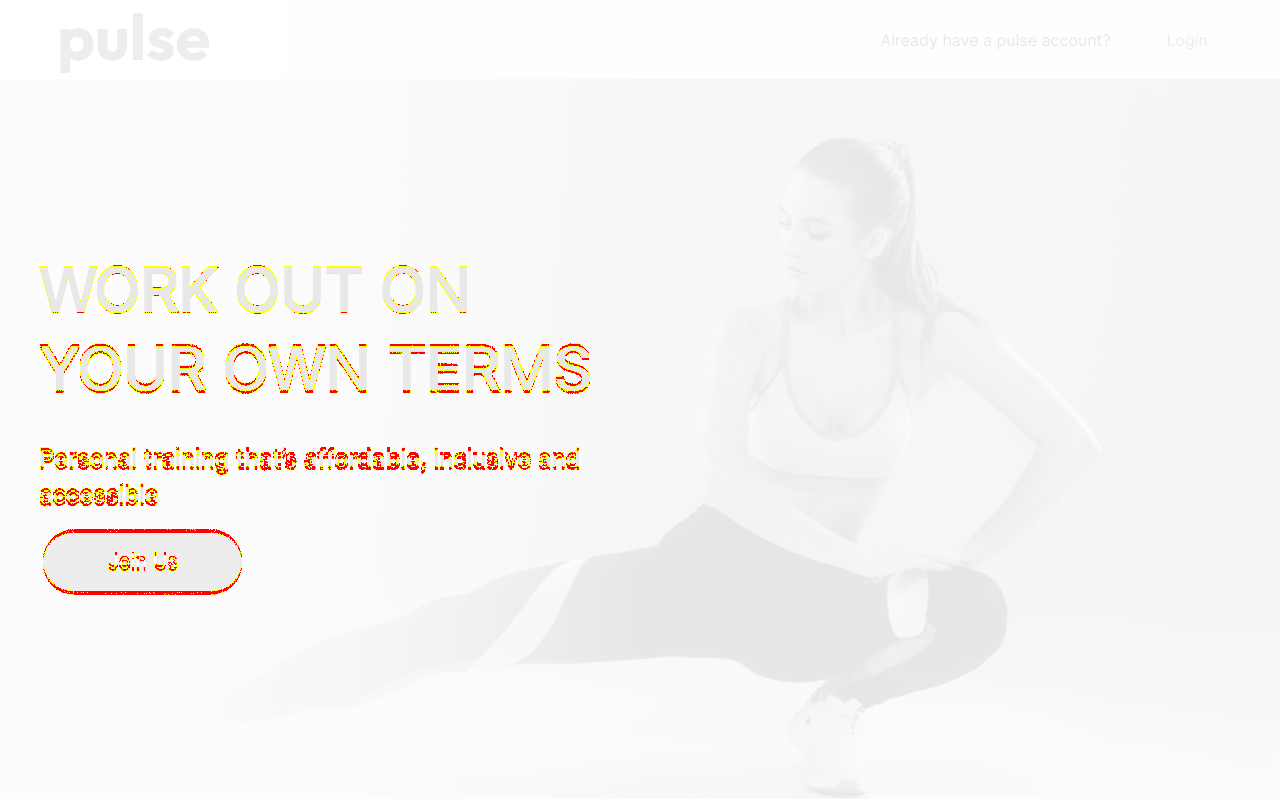 pulse
Already have a pulse account?
Login
WORK OUT ON
YOUR OWN TERMS
Personal training that's affordable, inclusive and
accessible
Join Us